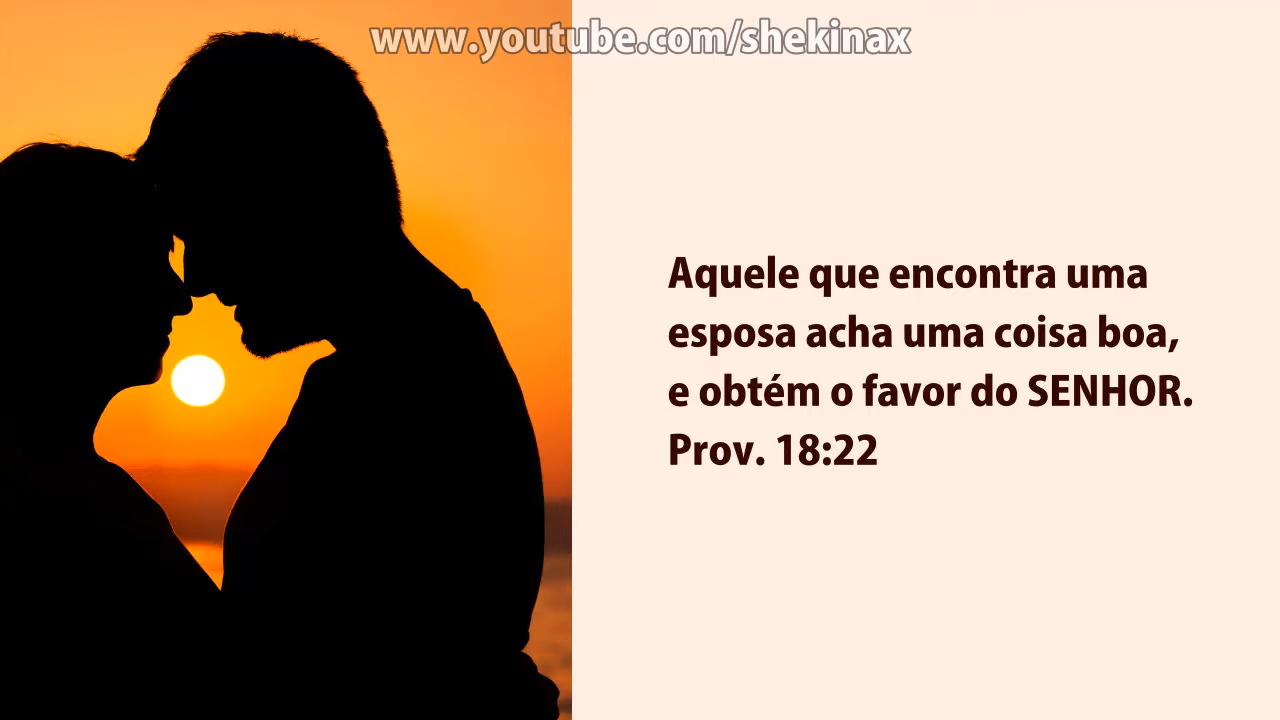 www.youtube.com/shekinax
Aquele que encontra uma
esposa acha uma coisa boa,
e obtém o favor do SENHOR.
Prov. 18:22